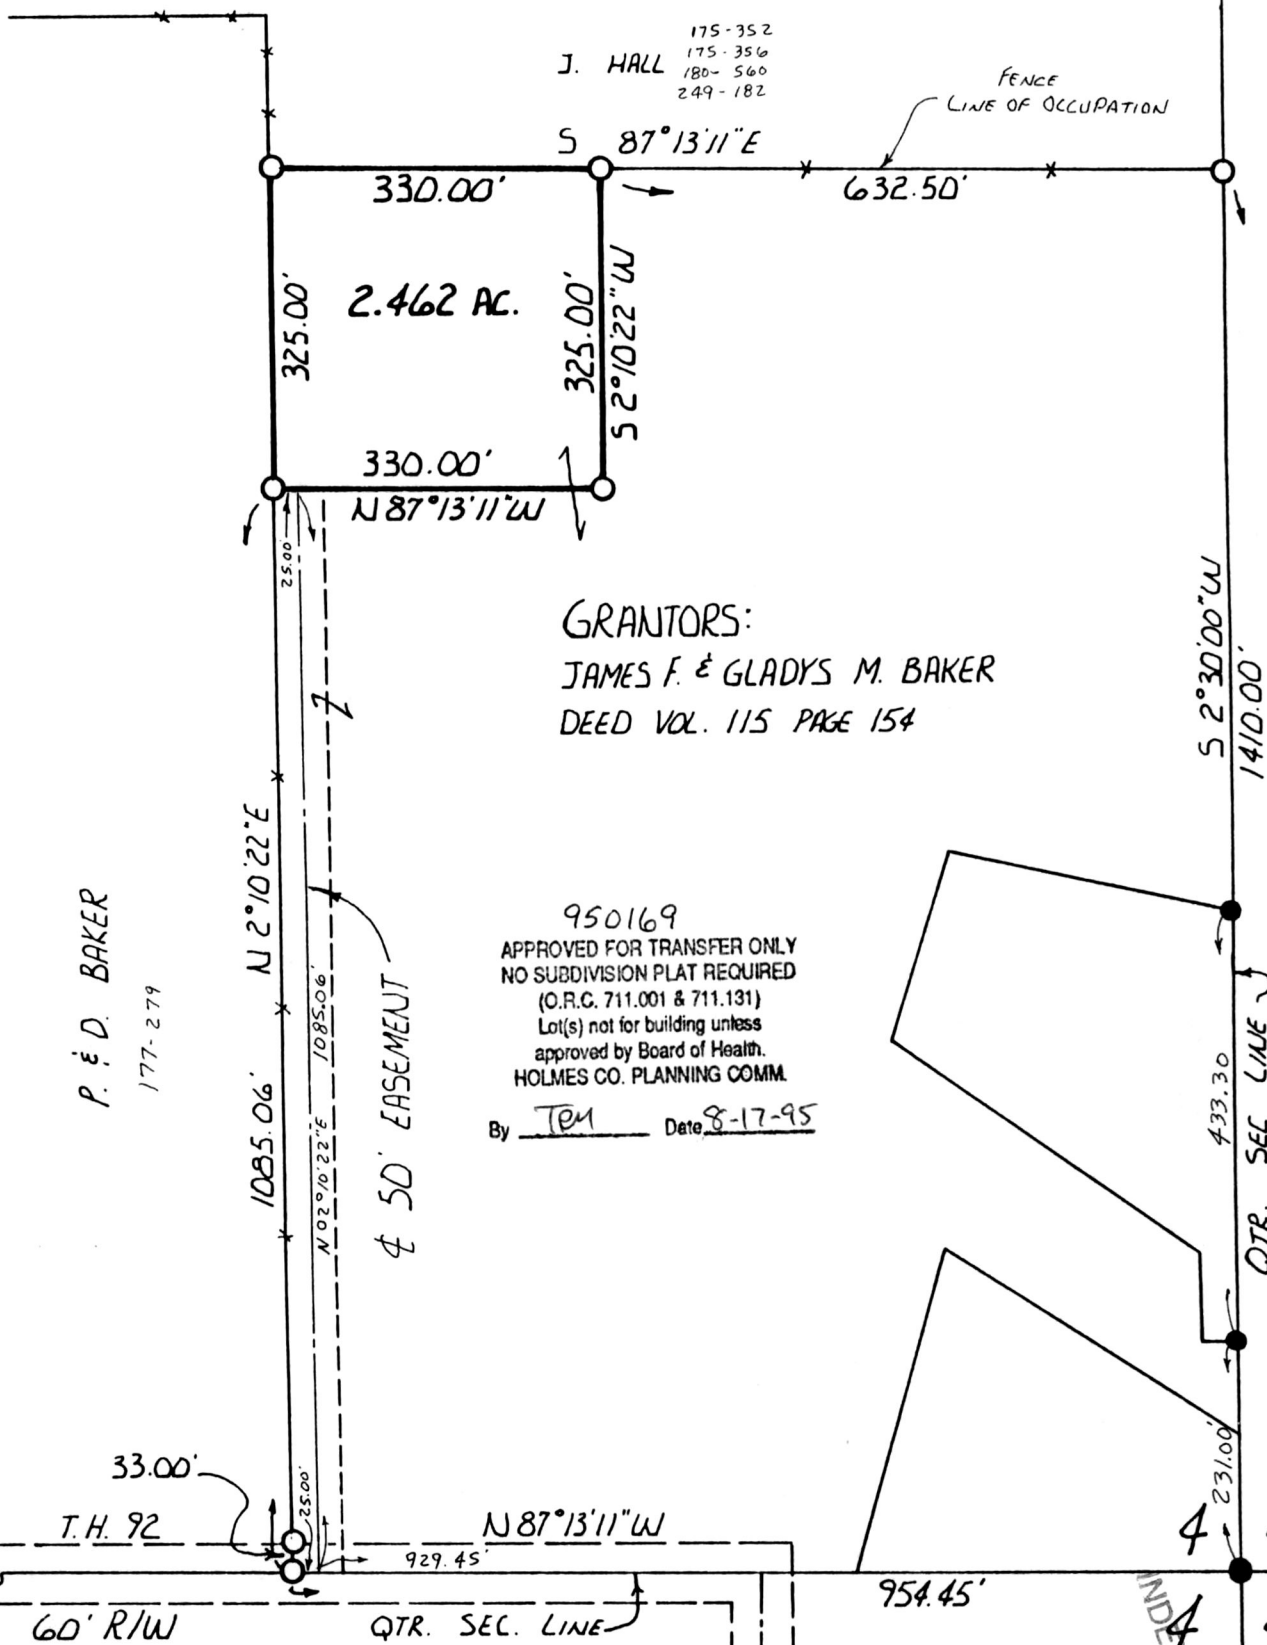 175-352
J. HALL 175-356
180-560
249-182
FENCE
LINE OF OCCUPATION
S 87°13'11"E
330.00'
632.50'
325.00'
2.462 AC.
325.00'
S 2°10'22"W
330.00'
N 87°13'11"W
25.00'
GRANTORS:
JAMES F. & GLADYS M. BAKER
DEED VOL. 115 PAGE 154
S 2°30'00"W
1410.00'
N 2°10'22"E
1085.06'
P. & D. BAKER
177-279
N 02°10'22"E 1085.06'
℄ 50' EASEMENT
950169
APPROVED FOR TRANSFER ONLY
NO SUBDIVISION PLAT REQUIRED
(O.R.C. 711.001 & 711.131)
Lot(s) not for building unless
approved by Board of Health.
HOLMES CO. PLANNING COMM.
By Date 8-17-95
433.30
QTR. SEC. LINE
231.00'
33.00'
25.00'
T.H. 92
N 87°13'11"W
929.45'
954.45'
4
4
60' R/W
QTR. SEC. LINE